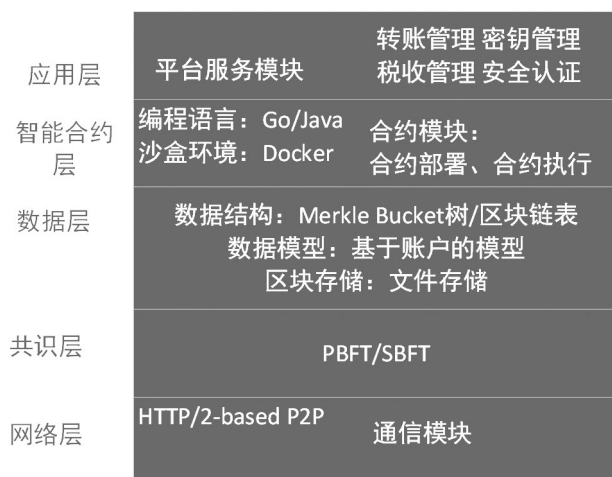 应用层
平台服务模块
转账管理 密钥管理
税收管理 安全认证
智能合约
层
编程语言：Go/Java
沙盒环境：Docker
合约模块：
合约部署、合约执行
数据层
数据结构：Merkle Bucket树/区块链表
数据模型：基于账户的模型
区块存储：文件存储
共识层
PBFT/SBFT
网络层
HTTP/2-based P2P
通信模块